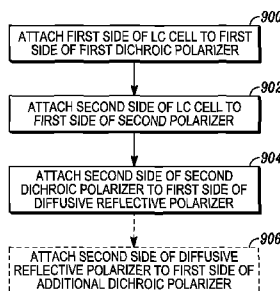 900
ATTACH FIRST SIDE OF LC CELL TO FIRST
SIDE OF FIRST DICHROIC POLARIZER
902
ATTACH SECOND SIDE OF LC CELL TO
FIRST SIDE OF SECOND POLARIZER
904
ATTACH SECOND SIDE OF SECOND
DICHROIC POLARIZER TO FIRST SIDE OF
DIFFUSIVE REFLECTIVE POLARIZER
906
ATTACH SECOND SIDE OF DIFFUSIVE
REFLECTIVE POLARIZER TO FIRST SIDE OF
ADDITIONAL DICHROIC POLARIZER